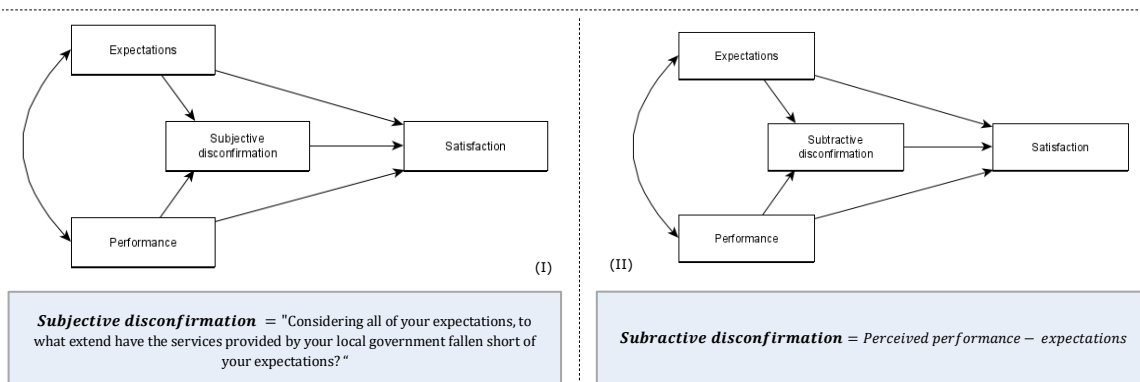 Expectations
Subjective
disconfirmation
Satisfaction
Performance
(I)
Subjective disconfirmation = "Considering all of your expectations, to
what extend have the services provided by your local government fallen short of
your expectations? “
Expectations
Subtractive
disconfirmation
Satisfaction
Performance
(II)
Subractive disconfirmation = Perceived performance − expectations